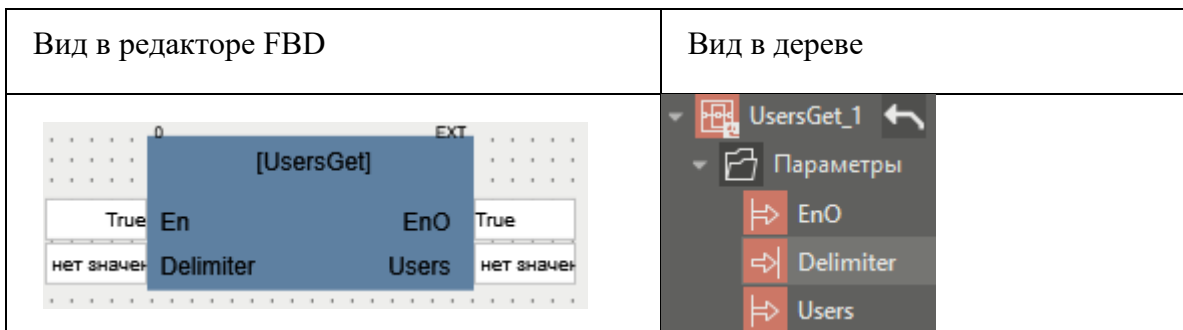 Вид в редакторе FBD
Вид в дереве
0 EXT
[UsersGet]
True En EnO True
нет значен Delimiter Users нет значен
UsersGet_1
Параметры
EnO
Delimiter
Users